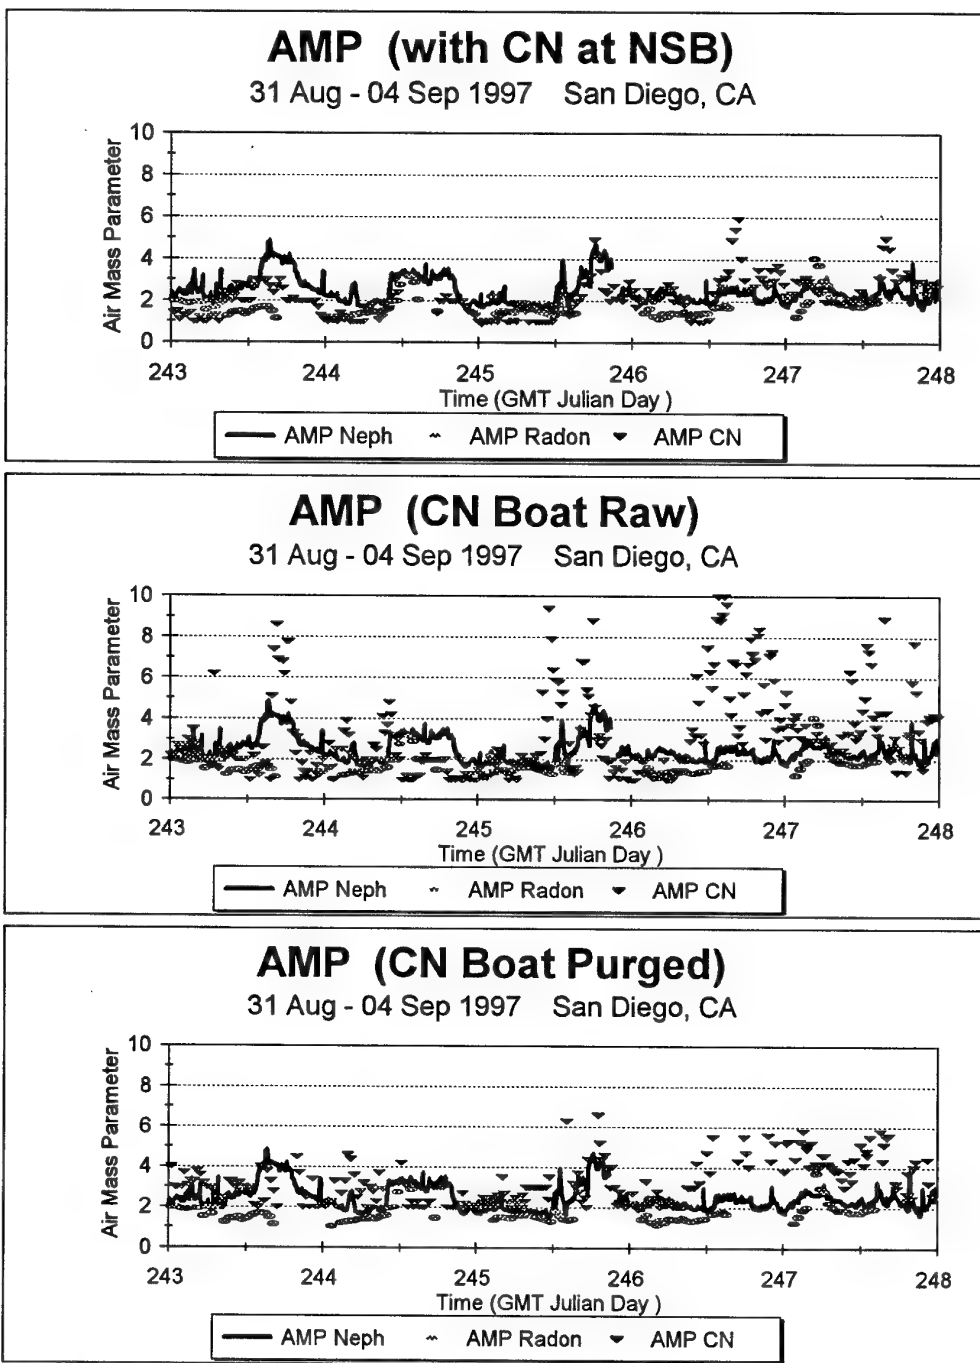 AMP (with CN at NSB)
31 Aug - 04 Sep 1997 San Diego, CA
Air Mass Parameter
10
8
6
4
2
0
243 244 245 246 247 248
Time (GMT Julian Day )
AMP Neph AMP Radon AMP CN
AMP (CN Boat Raw)
31 Aug - 04 Sep 1997 San Diego, CA
Air Mass Parameter
10
8
6
4
2
0
243 244 245 246 247 248
Time (GMT Julian Day )
AMP Neph AMP Radon AMP CN
AMP (CN Boat Purged)
31 Aug - 04 Sep 1997 San Diego, CA
Air Mass Parameter
10
8
6
4
2
0
243 244 245 246 247 248
Time (GMT Julian Day )
AMP Neph AMP Radon AMP CN